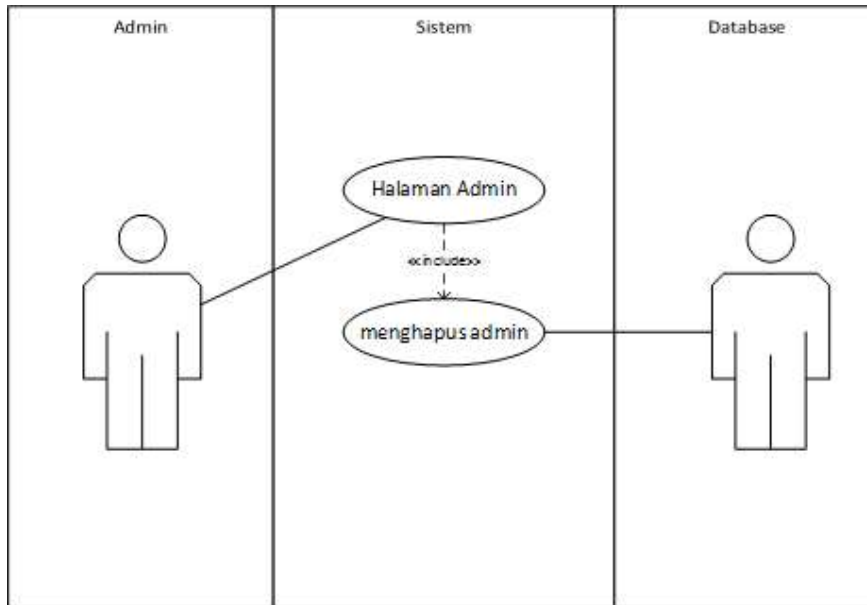 Admin
Sistem
Database
Halaman Admin
«include»
menghapus admin